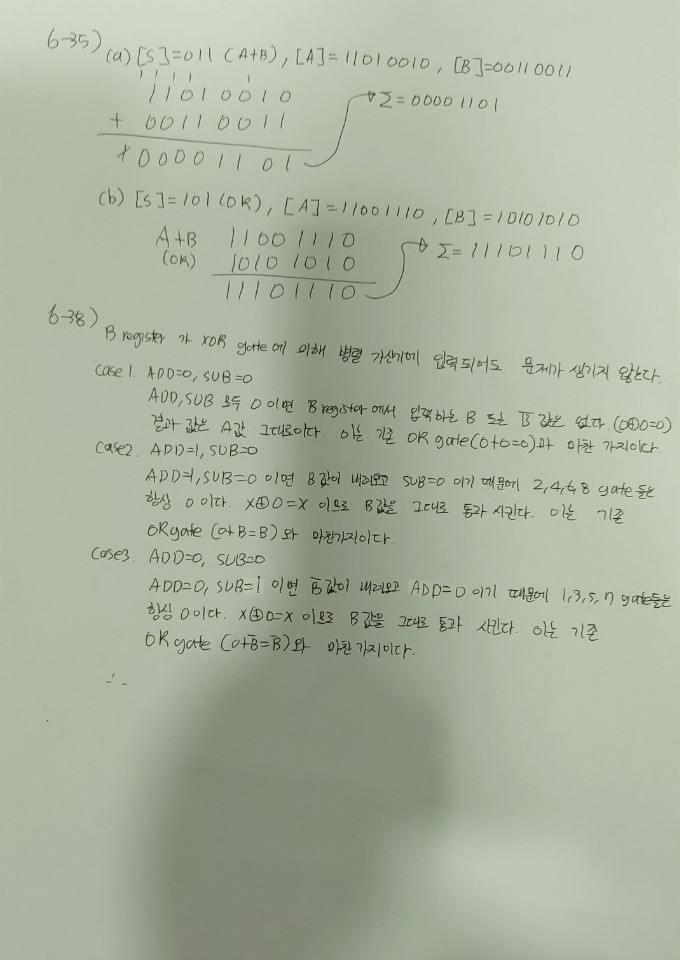 6-35)
(a) [S]=011 (A+B), [A]=11010010, [B]=00110011
1 1 1 1 1
11010010
+ 00110011
100001101
Σ=00001101
(b) [S]=101(OR), [A]=11001110, [B]=10101010
A+B 11001110
(OR) 10101010
11101110
Σ=11101110
6-38)
B register 가 XOR gate에 의해 병렬 가산기에 입력되어도 문제가 생기지 않는다.
Case 1. ADD=0, SUB=0
ADD,SUB 모두 0이면 B register에서 입력하는 B 또는 B̅ 값은 없다.(0⊕0=0)
결과 값은 A값 그대로이다. 이는 기존 OR gate(0+0=0)과 마찬가지이다.
Case2. ADD=1, SUB=0
ADD=1,SUB=0 이면 B값이 내려오고 SUB=0 이기 때문에 2,4,6,8 gate들은
항상 0이다. X⊕0=X 이므로 B값을 그대로 통과 시킨다. 이는 기존
OR gate (0+B=B)와 마찬가지이다.
Case3. ADD=0, SUB=0
ADD=0, SUB=1 이면 B̅값이 내려오고 ADD=0 이기 때문에 1,3,5,7 gate들은
항상 0이다. X⊕0=X 이므로 B̅값을 그대로 통과 시킨다. 이는 기존
OR gate (0+B̅=B̅)와 마찬가지이다.
∴